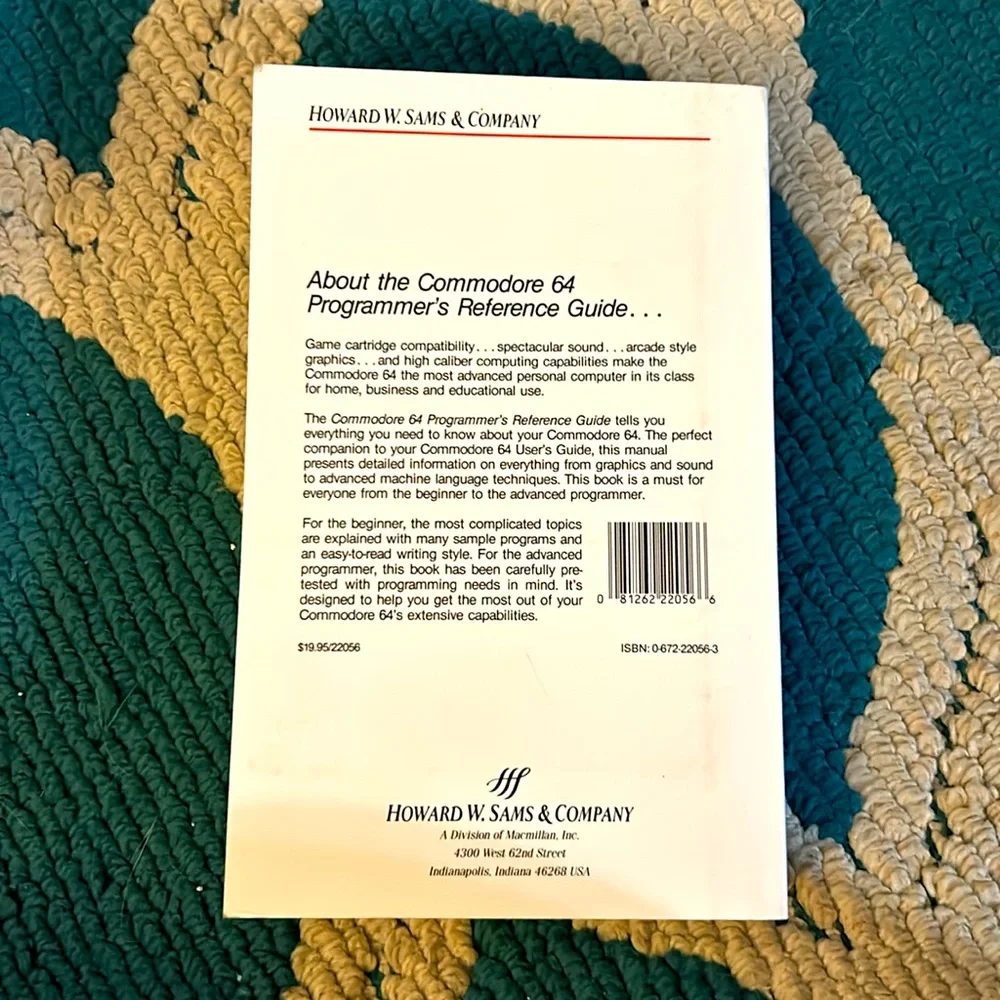 HOWARD W. SAMS & COMPANY
About the Commodore 64
Programmer's Reference Guide...
Game cartridge compatibility...spectacular sound...arcade style
graphics...and high caliber computing capabilities make the
Commodore 64 the most advanced personal computer in its class
for home, business and educational use.
The Commodore 64 Programmer's Reference Guide tells you
everything you need to know about your Commodore 64. The perfect
companion to your Commodore 64 User's Guide, this manual
presents detailed information on everything from graphics and sound
to advanced machine language techniques. This book is a must for
everyone from the beginner to the advanced programmer.
For the beginner, the most complicated topics
are explained with many sample programs and
an easy-to-read writing style. For the advanced
programmer, this book has been carefully pre-
tested with programming needs in mind. It's
designed to help you get the most out of your
Commodore 64's extensive capabilities.
0 81262 22056 6
$19.95/22056
ISBN: 0-672-22056-3
HOWARD W. SAMS & COMPANY
A Division of Macmillan, Inc.
4300 West 62nd Street
Indianapolis, Indiana 46268 USA